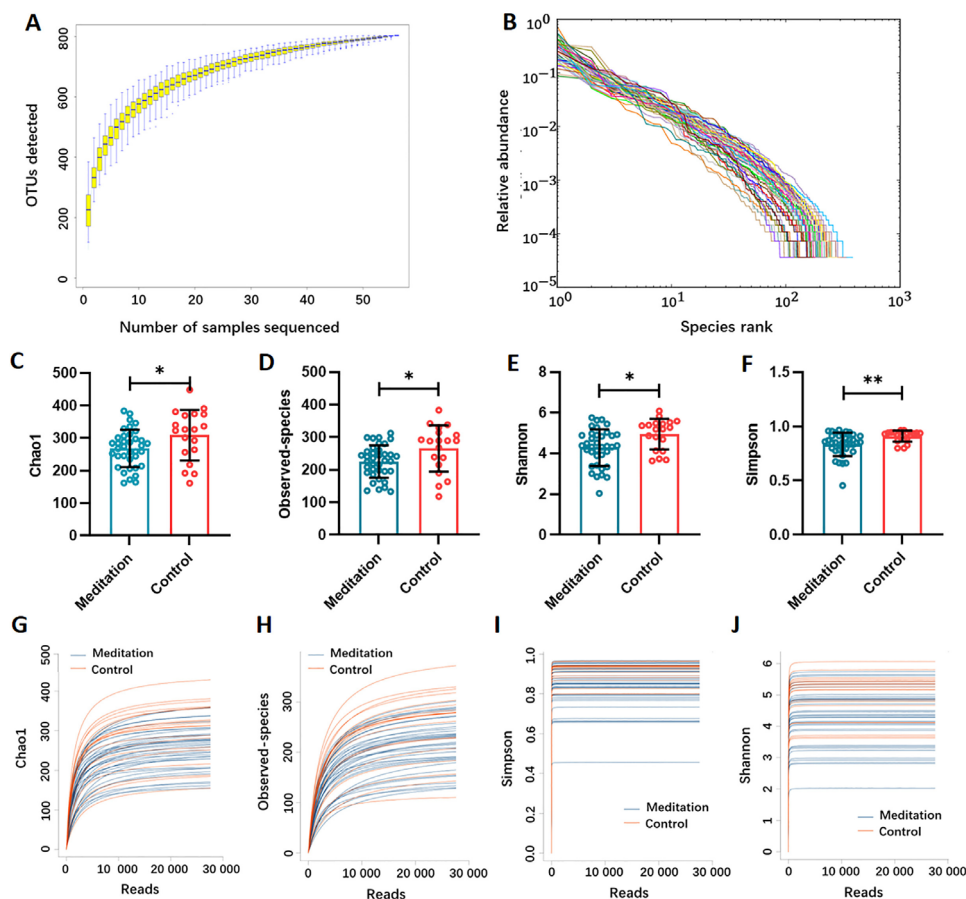 A
OTUs detected
800
600
400
200
0
0 10 20 30 40 50
Number of samples sequenced
B
Relative abundance
10^0
10^-1
10^-2
10^-3
10^-4
10^-5
10^0 10^1 10^2 10^3
Species rank
C
Chao1
500
400
300
200
100
0
*
Meditation
Control
D
Observed-species
500
400
300
200
100
0
*
Meditation
Control
E
Shannon
8
6
4
2
0
*
Meditation
Control
F
Simpson
1.5
1.0
0.5
0.0
**
Meditation
Control
G
Meditation
Control
Chao1
500
400
300
200
100
0
0 10 000 20 000 30 000
Reads
H
Meditation
Control
Observed-species
300
200
100
0
0 10 000 20 000 30 000
Reads
I
Simpson
1.0
0.8
0.6
0.4
0.2
0.0
Meditation
Control
0 10 000 20 000 30 000
Reads
J
Shannon
6
5
4
3
2
1
0
Meditation
Control
0 10 000 20 000 30 000
Reads